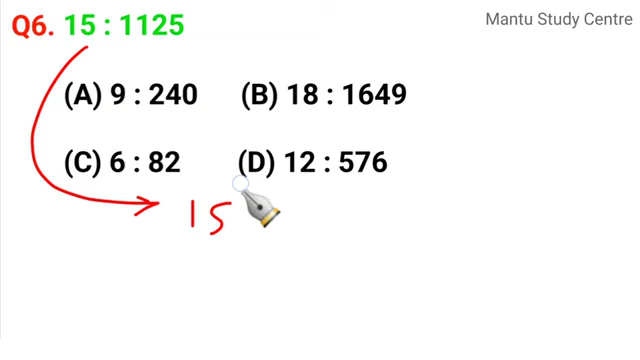 Mantu Study Centre
Q6. 15 : 1125
(A) 9 : 240 (B) 18 : 1649
(C) 6 : 82 (D) 12 : 576
15